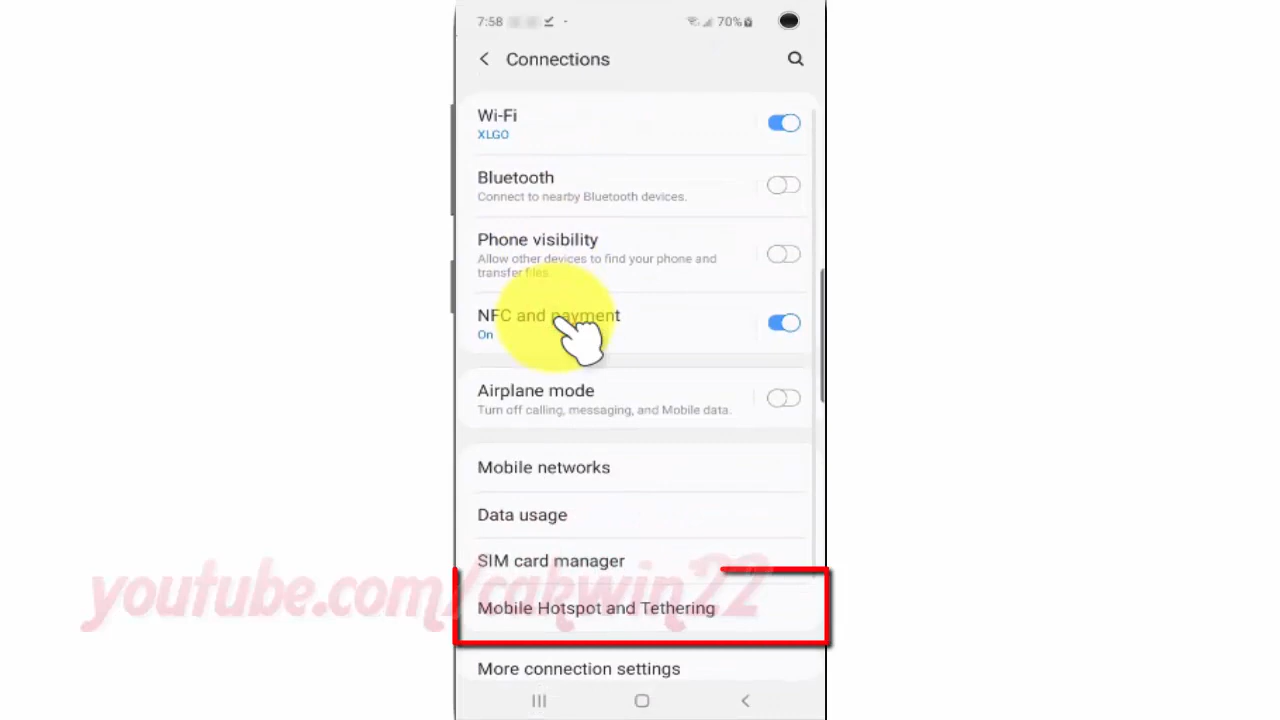 7:58
70%
Connections
Wi-Fi
XLGO
Bluetooth
Connect to nearby Bluetooth devices.
Phone visibility
Allow other devices to find your phone and
transfer files.
NFC and payment
On
Airplane mode
Turn off calling, messaging, and Mobile data.
Mobile networks
Data usage
SIM card manager
youtube.com/cakwin22
Mobile Hotspot and Tethering
More connection settings